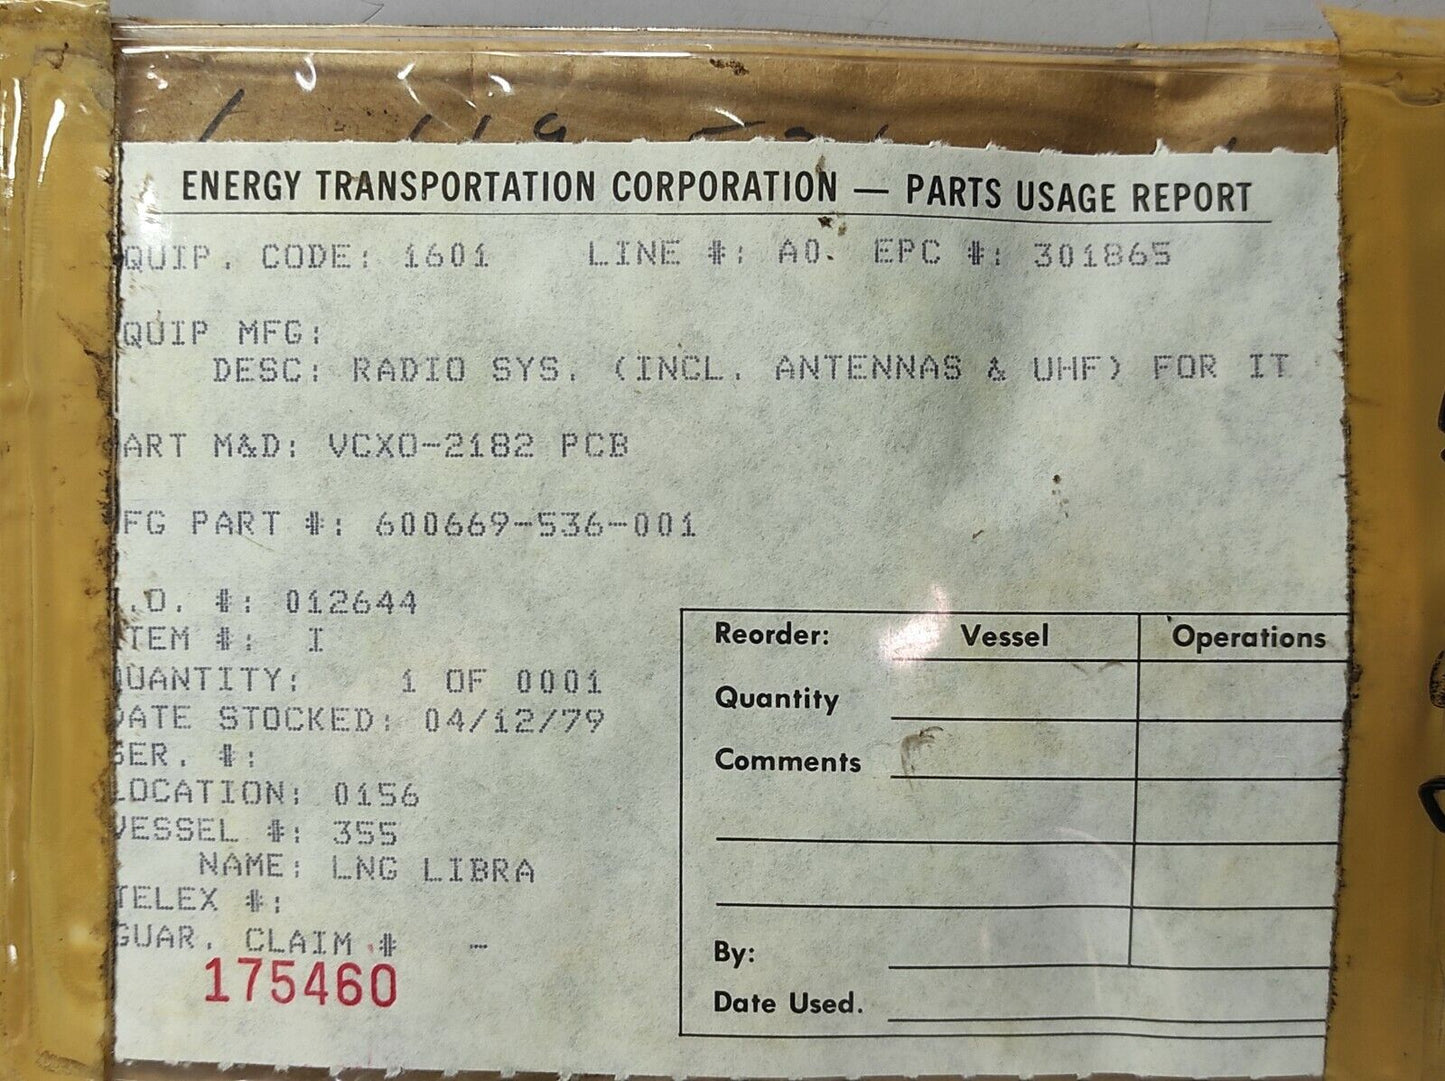 ENERGY TRANSPORTATION CORPORATION — PARTS USAGE REPORT
QUIP. CODE: 1601 LINE #: A0. EPC #: 301865
QUIP MFG:
DESC: RADIO SYS. (INCL. ANTENNAS & UHF) FOR IT
ART M&D: VCXO-2182 PCB
FG PART #: 600669-536-001
.O. #: 012644
TEM #: I
QUANTITY: 1 OF 0001
DATE STOCKED: 04/12/79
SER. #:
LOCATION: 0156
VESSEL #: 355
NAME: LNG LIBRA
TELEX #:
GUAR. CLAIM # -
175460
Reorder: Vessel Operations
Quantity
Comments
By:
Date Used.